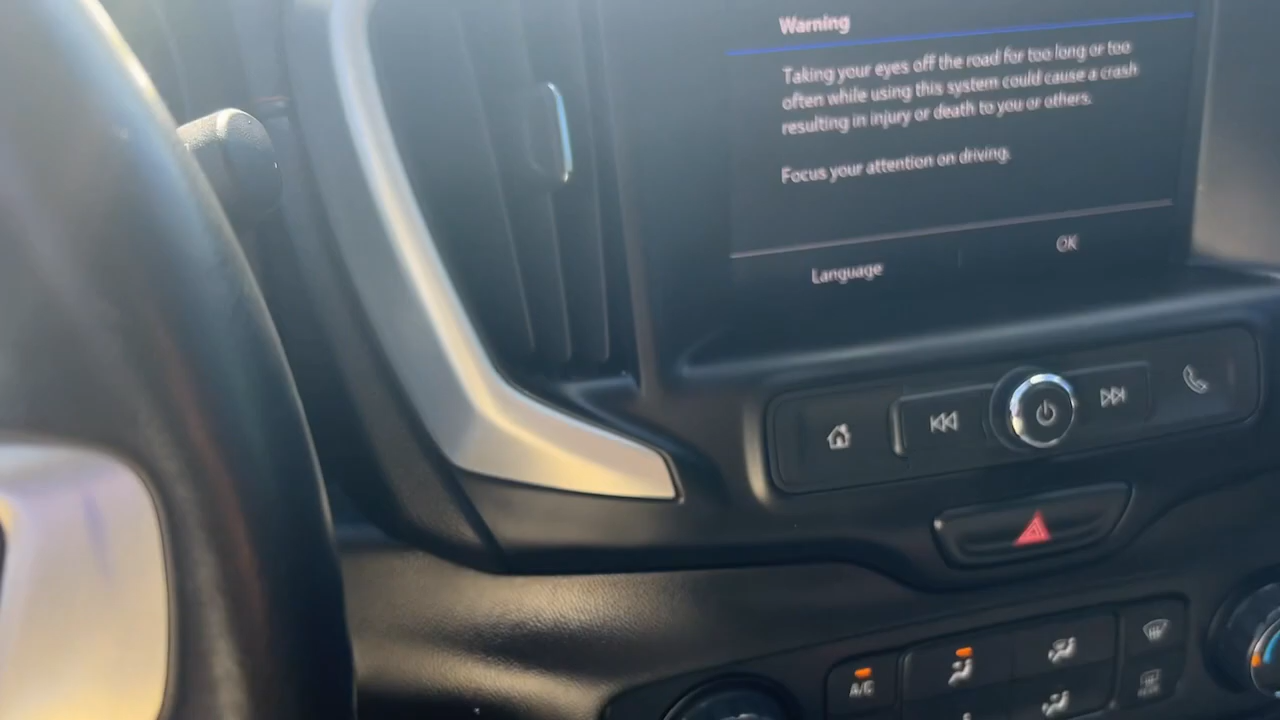 Warning
Taking your eyes off the road for too long or too
often while using this system could cause a crash
resulting in injury or death to you or others.
Focus your attention on driving.
Language
OK
A/C